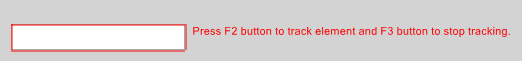 Press F2 button to track element and F3 button to stop tracking.